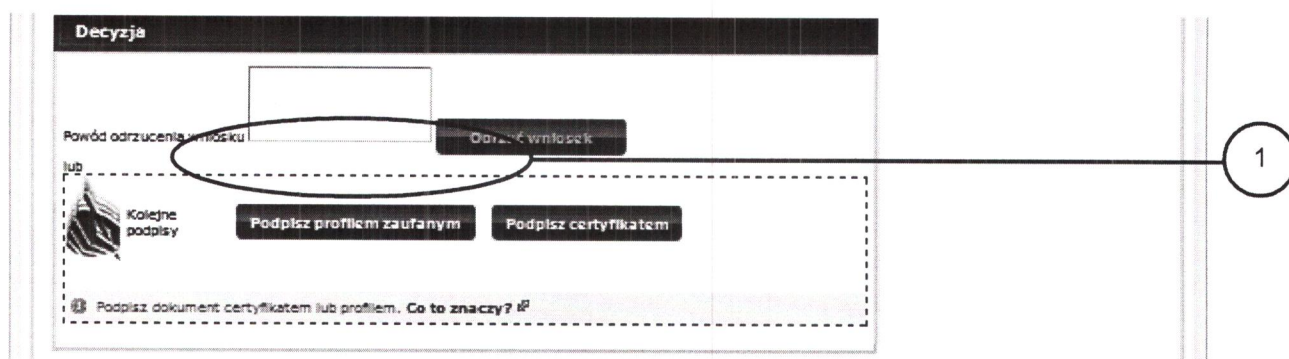 Decyzja
Powód odrzucenia wniosku
Odrzuć wniosek
1
lub
Kolejne
podpisy
Podpisz profilem zaufanym
Podpisz certyfikatem
Podpisz dokument certyfikatem lub profilem. Co to znaczy?